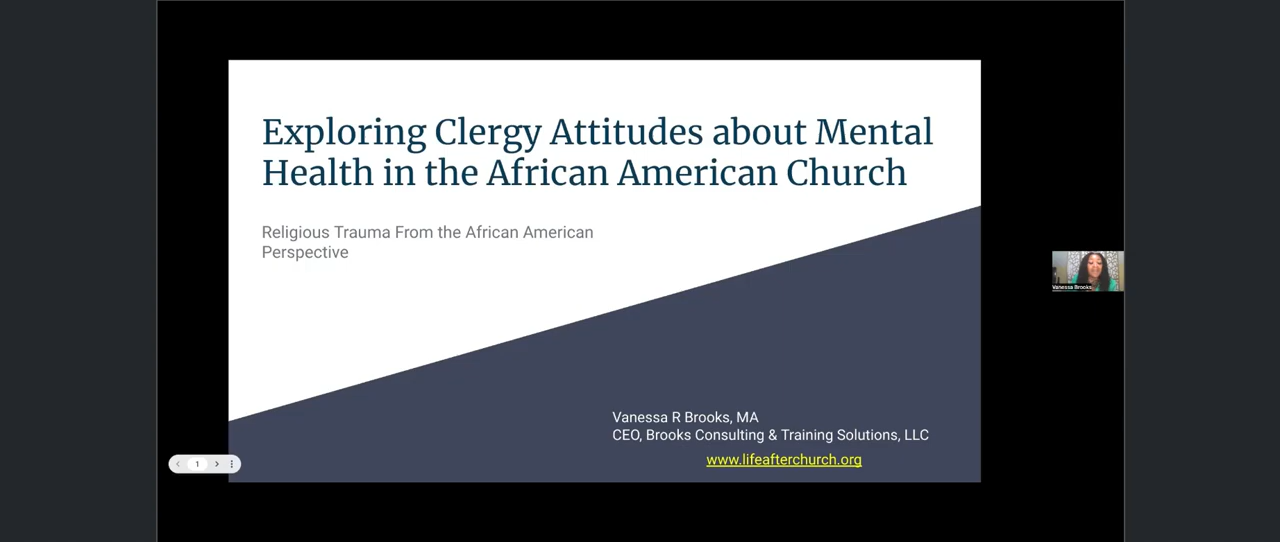 Exploring Clergy Attitudes about Mental
Health in the African American Church
Religious Trauma From the African American
Perspective
Vanessa Brooks
Vanessa R Brooks, MA
CEO, Brooks Consulting & Training Solutions, LLC
www.lifeafterchurch.org
1